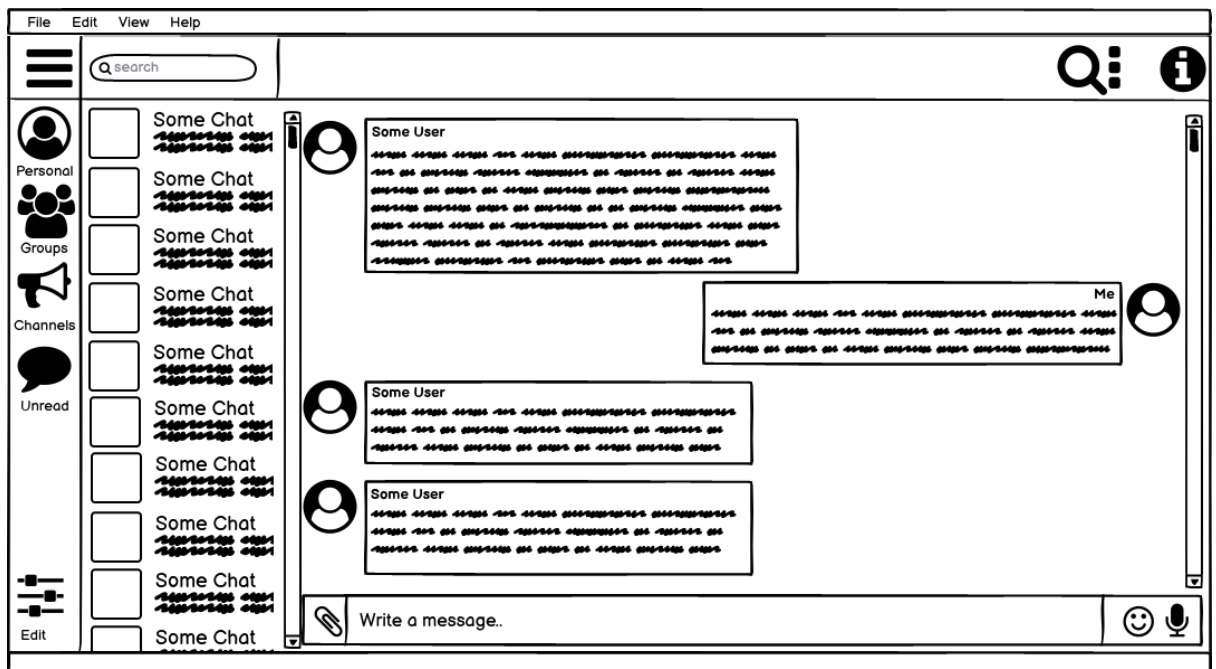 File Edit View Help
search
Personal
Groups
Channels
Unread
Edit
Some Chat
Some Chat
Some Chat
Some Chat
Some Chat
Some Chat
Some Chat
Some Chat
Some Chat
Some Chat
Some User
Me
Some User
Some User
Write a message..